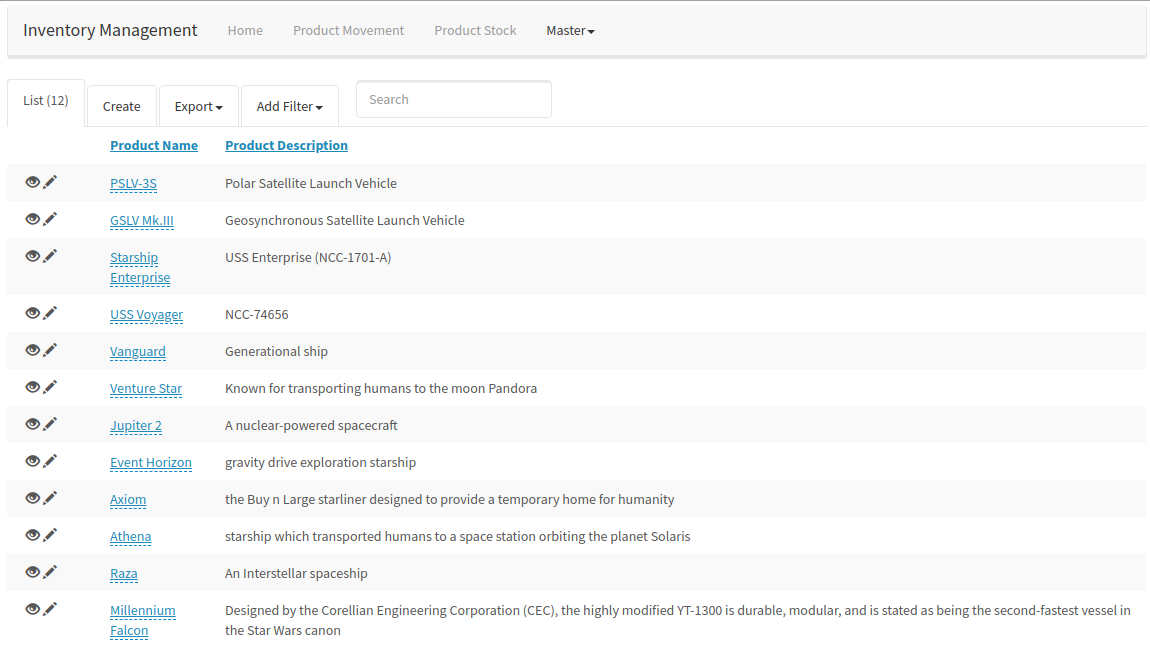 Inventory Management Home Product Movement Product Stock Master
List (12) Create Export Add Filter Search
Product Name Product Description
PSLV-3S Polar Satellite Launch Vehicle
GSLV Mk.III Geosynchronous Satellite Launch Vehicle
Starship USS Enterprise (NCC-1701-A)
Enterprise
USS Voyager NCC-74656
Vanguard Generational ship
Venture Star Known for transporting humans to the moon Pandora
Jupiter 2 A nuclear-powered spacecraft
Event Horizon gravity drive exploration starship
Axiom the Buy n Large starliner designed to provide a temporary home for humanity
Athena starship which transported humans to a space station orbiting the planet Solaris
Raza An Interstellar spaceship
Millennium Designed by the Corellian Engineering Corporation (CEC), the highly modified YT-1300 is durable, modular, and is stated as being the second-fastest vessel in
Falcon the Star Wars canon